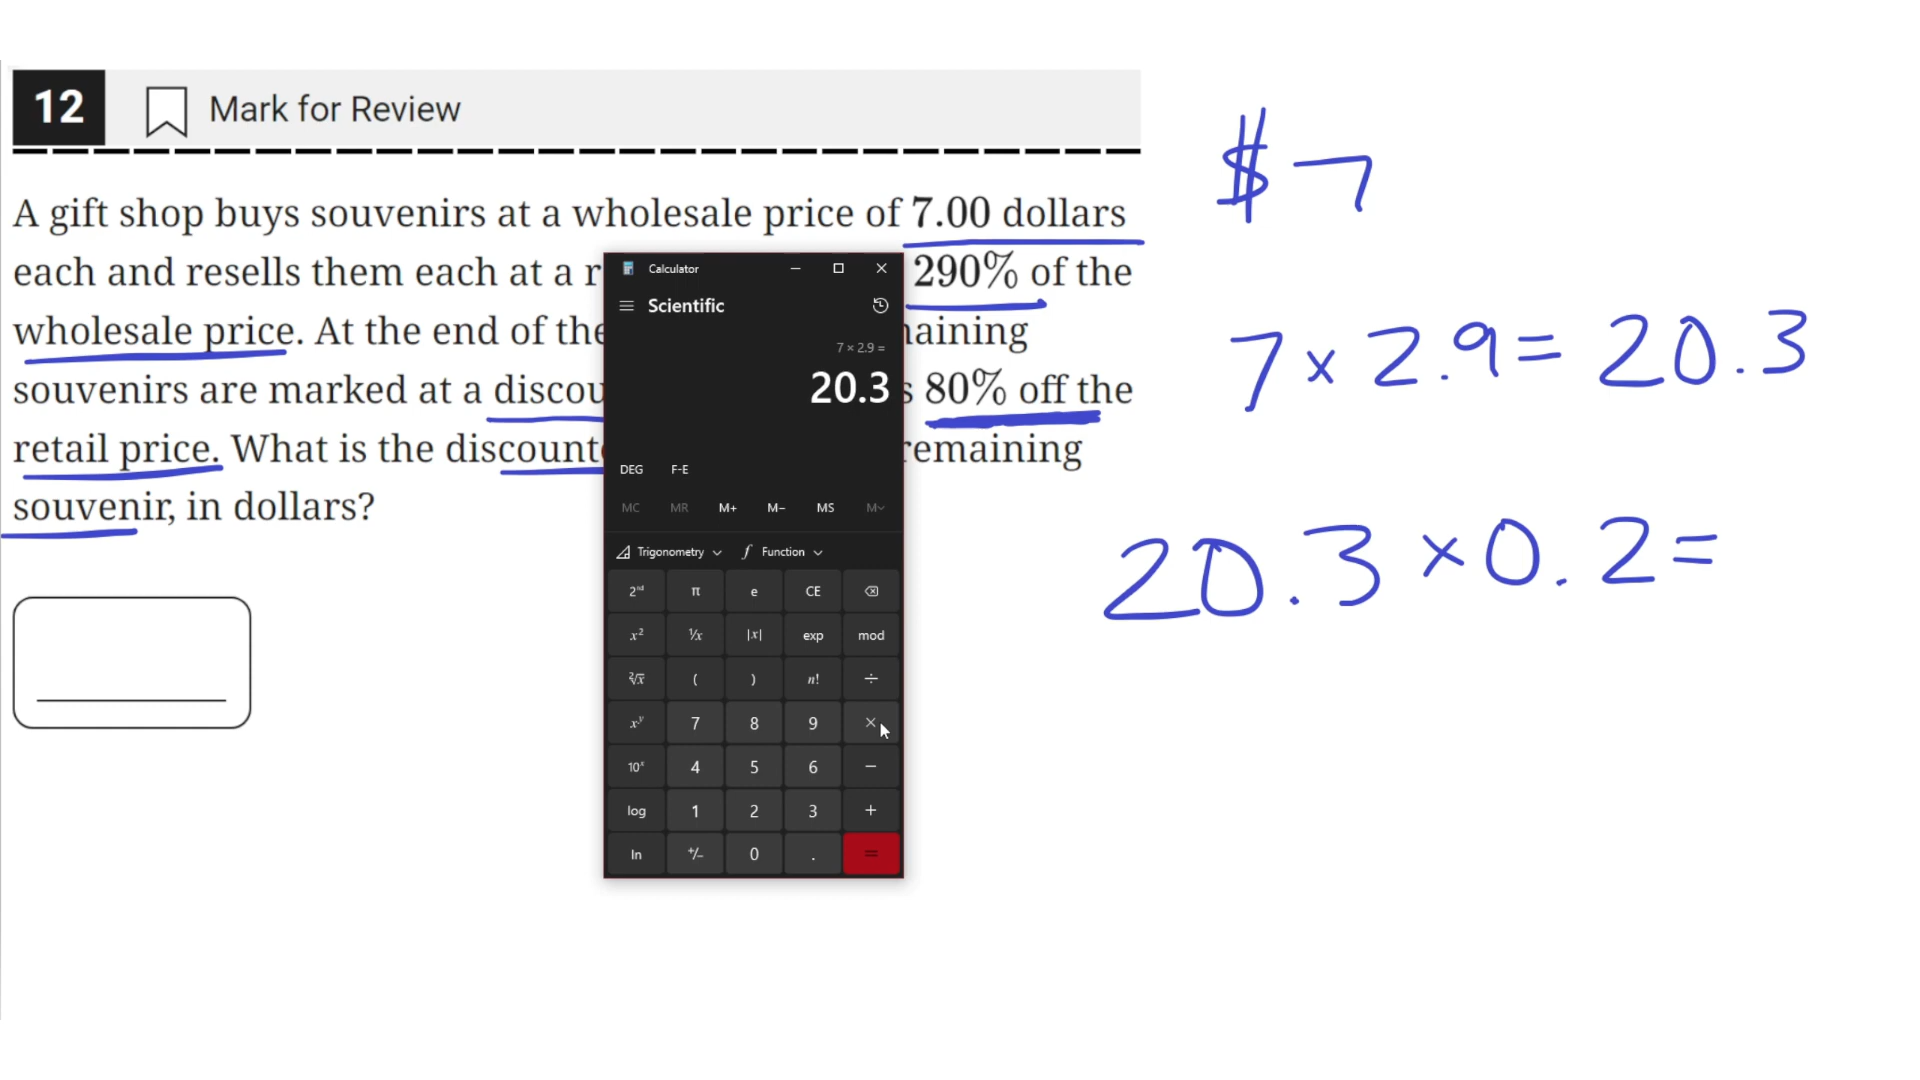 12 Mark for Review
A gift shop buys souvenirs at a wholesale price of 7.00 dollars
each and resells them each at a r 290% of the
wholesale price. At the end of the
souvenirs are marked at a 80% off the
retail price. What is the remaining
souvenir, in dollars?
Calculator
Scientific
7 × 2.9 =
20.3
DEG F-E
MC MR M+ M− MS M
Trigonometry Function
2ⁿᵈ π e CE
x² ¹/x |x| exp mod
²√x ( ) n! ÷
xʸ 7 8 9 ×
10ˣ 4 5 6 −
log 1 2 3 +
ln +/− 0 . =
$7
7 × 2.9 = 20.3
20.3 × 0.2 =